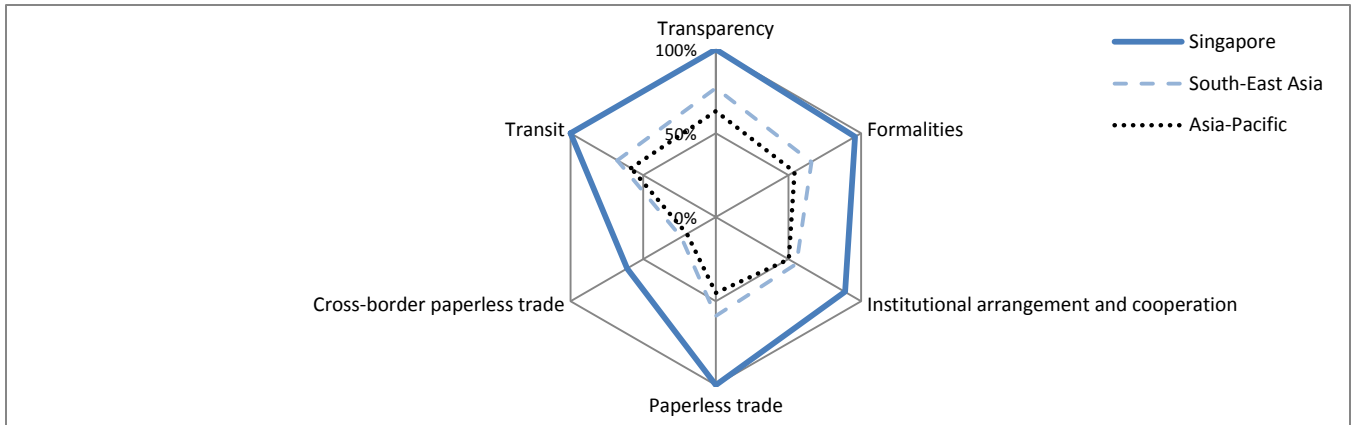 Transparency
100%
Singapore
South-East Asia
Asia-Pacific
Transit
50%
Formalities
0%
Cross-border paperless trade
Institutional arrangement and cooperation
Paperless trade